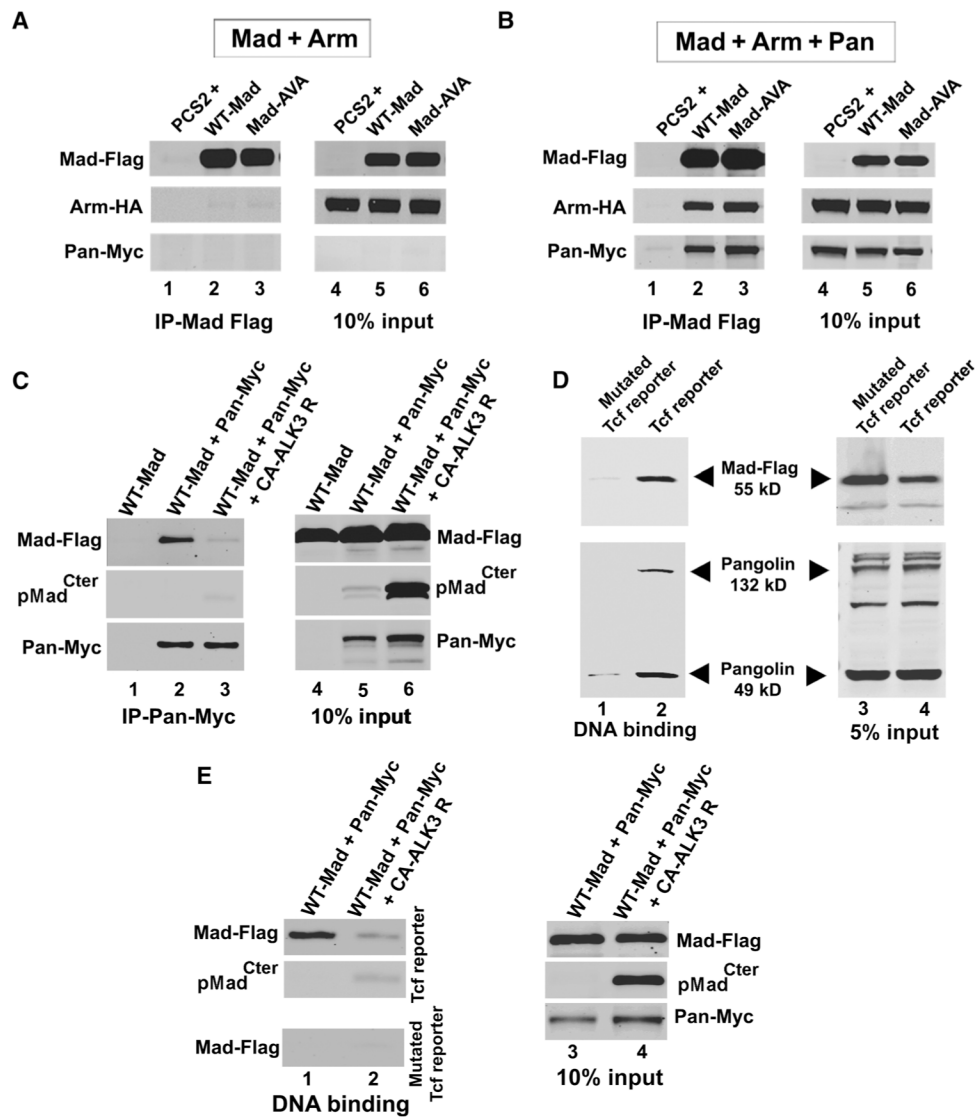 A
Mad + Arm
PCS2 +
WT-Mad
Mad-AVA
PCS2 +
WT-Mad
Mad-AVA
Mad-Flag
Arm-HA
Pan-Myc
1 2 3 4 5 6
IP-Mad Flag 10% input
B
Mad + Arm + Pan
PCS2 +
WT-Mad
Mad-AVA
PCS2 +
WT-Mad
Mad-AVA
Mad-Flag
Arm-HA
Pan-Myc
1 2 3 4 5 6
IP-Mad Flag 10% input
C
WT-Mad
WT-Mad + Pan-Myc
WT-Mad + Pan-Myc
+ CA-ALK3 R
WT-Mad
WT-Mad + Pan-Myc
WT-Mad + Pan-Myc
+ CA-ALK3 R
Mad-Flag Mad-Flag
pMadCter pMadCter
Pan-Myc Pan-Myc
1 2 3 4 5 6
IP-Pan-Myc 10% input
D
Mutated
Tcf reporter
Tcf reporter
Mutated
Tcf reporter
Tcf reporter
Mad-Flag
55 kD
Pangolin
132 kD
Pangolin
49 kD
1 2 3 4
DNA binding 5% input
E
WT-Mad + Pan-Myc
WT-Mad + Pan-Myc
+ CA-ALK3 R
Mad-Flag
pMadCter
Tcf reporter
Mad-Flag
Mutated
Tcf reporter
1 2
DNA binding
WT-Mad + Pan-Myc
WT-Mad + Pan-Myc
+ CA-ALK3 R
Mad-Flag
pMadCter
Pan-Myc
3 4
10% input